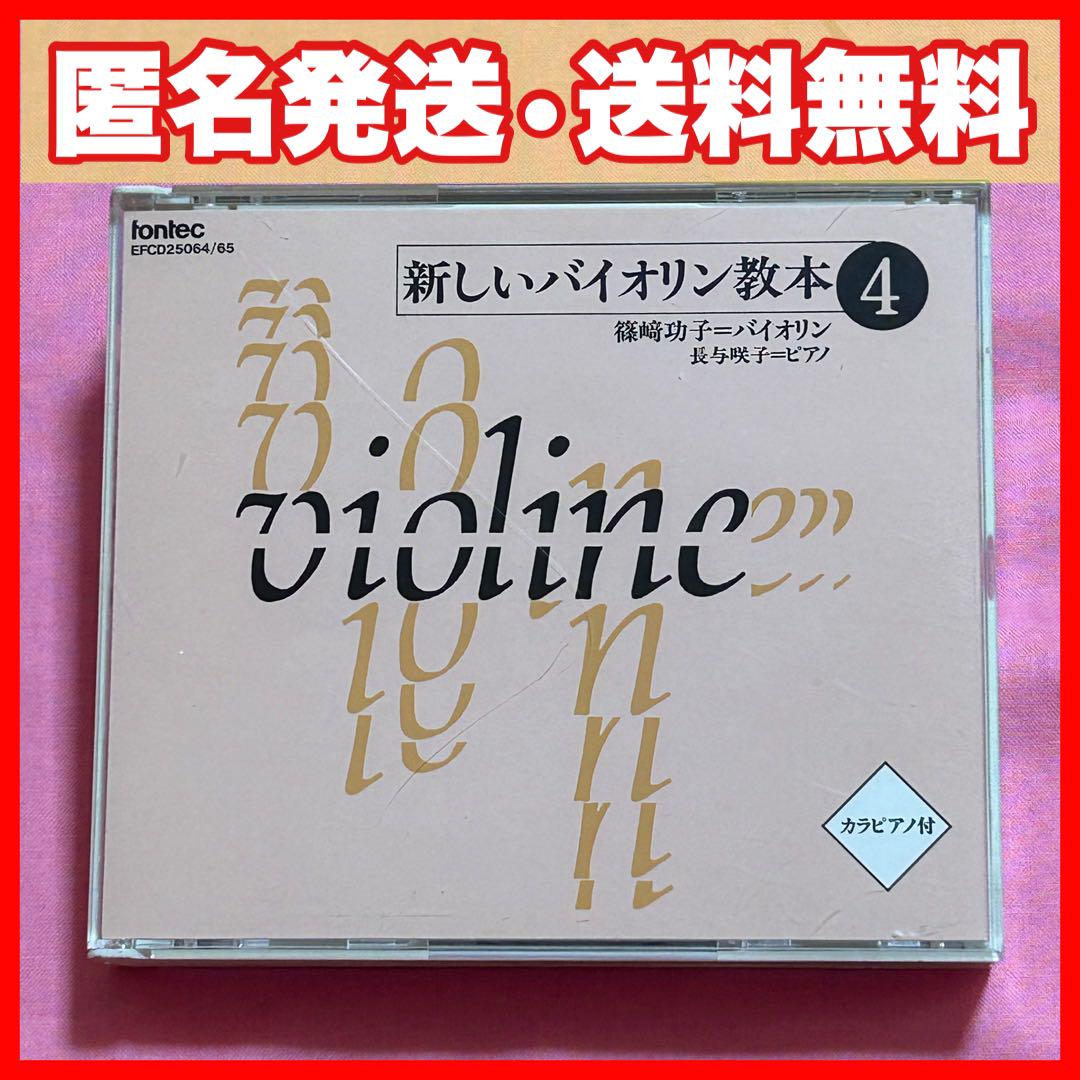 匿名発送・送料無料
fontec
EFCD25064/65
新しいバイオリン教本 4
篠﨑功子=バイオリン
長与咲子=ピアノ
violine
カラピアノ付